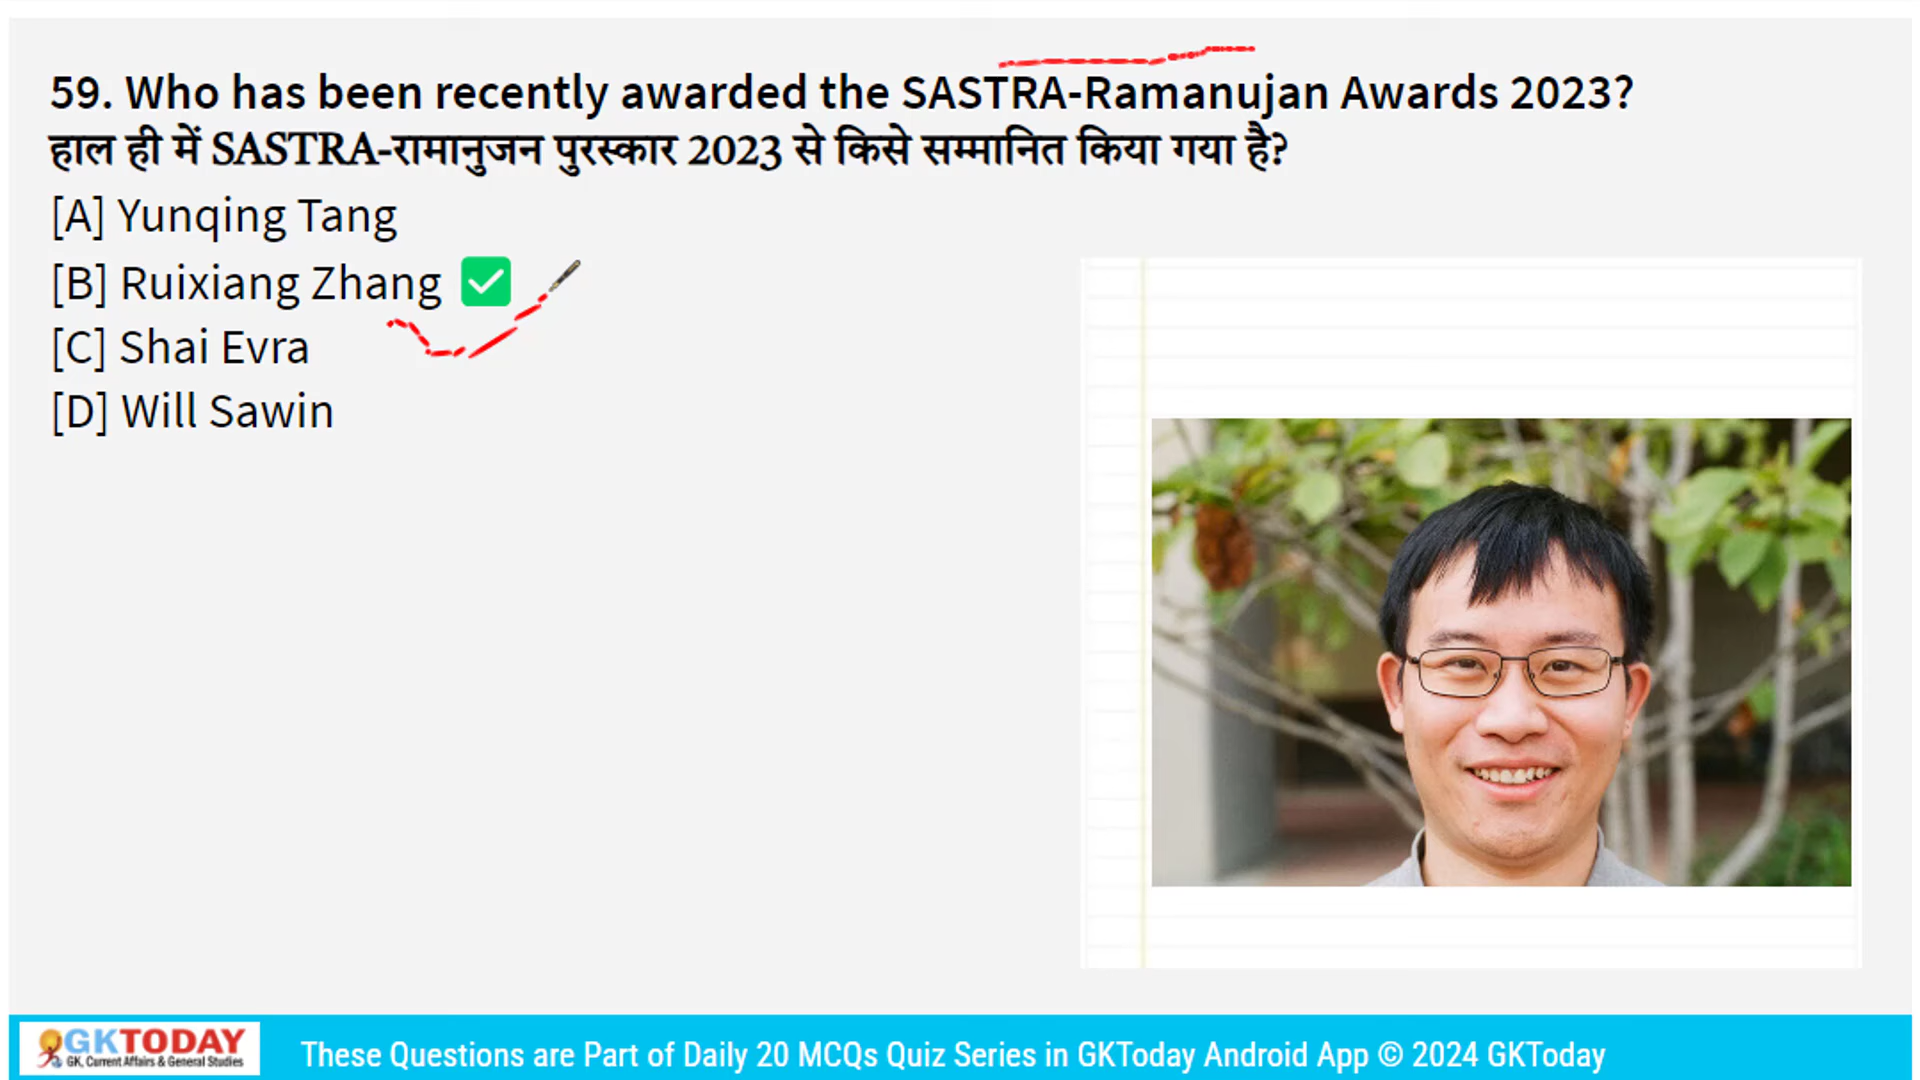 59. Who has been recently awarded the SASTRA-Ramanujan Awards 2023?
हाल ही में SASTRA-रामानुजन पुरस्कार 2023 से किसे सम्मानित किया गया है?
[A] Yunqing Tang
[B] Ruixiang Zhang ✅
[C] Shai Evra
[D] Will Sawin
GKTODAY
GK, Current Affairs & General Studies
These Questions are Part of Daily 20 MCQs Quiz Series in GKToday Android App © 2024 GKToday